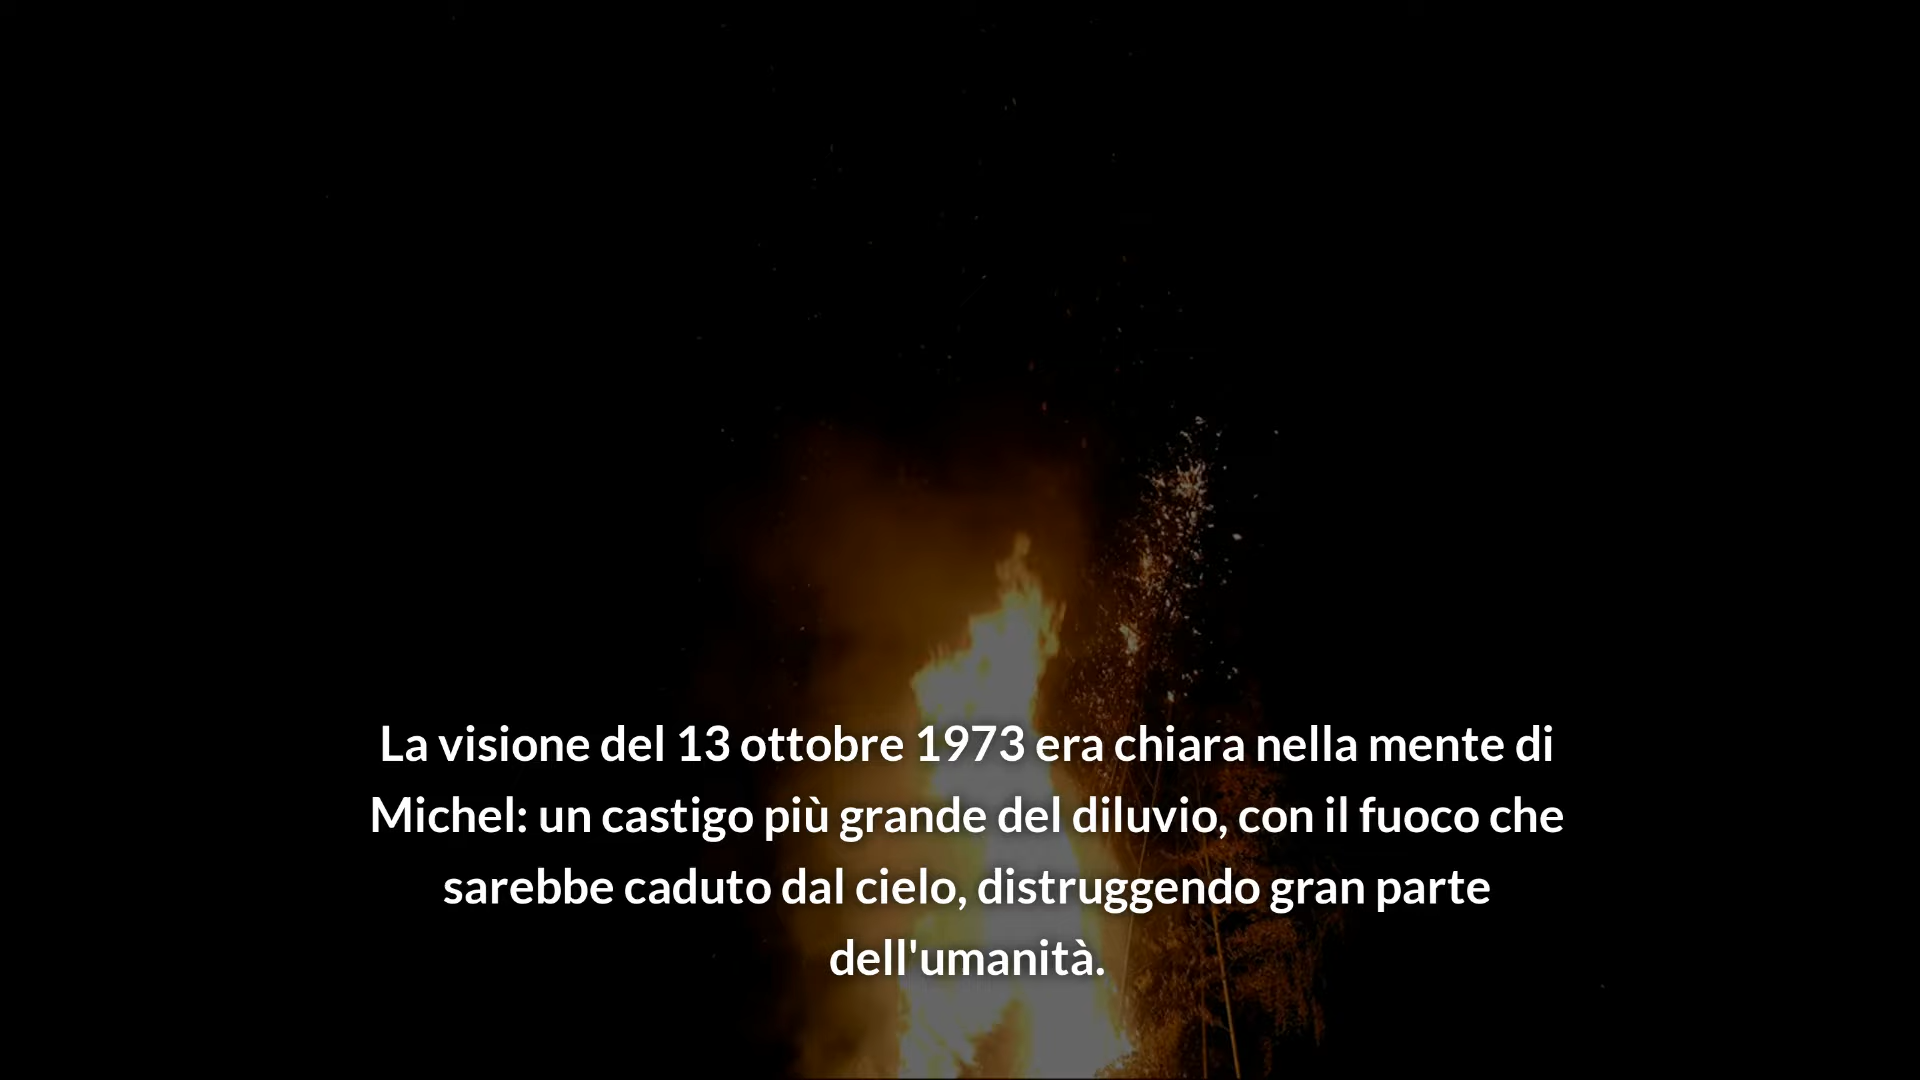 La visione del 13 ottobre 1973 era chiara nella mente di
Michel: un castigo più grande del diluvio, con il fuoco che
sarebbe caduto dal cielo, distruggendo gran parte
dell'umanità.